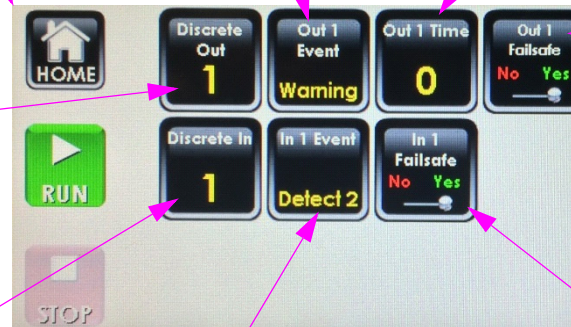 HOME
Discrete
Out
1
Out 1
Event
Warning
Out 1 Time
0
Out 1
Failsafe
No Yes
RUN
Discrete In
1
In 1 Event
Detect 2
In 1
Failsafe
No Yes
STOP